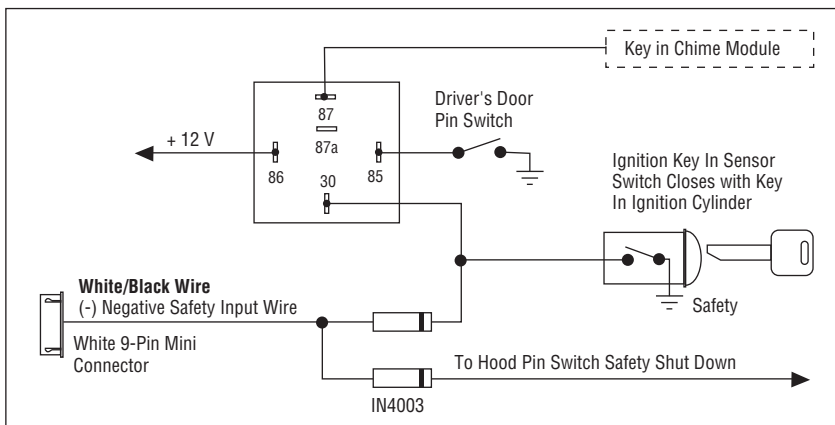 Key in Chime Module
87
Driver's Door
Pin Switch
+ 12 V
87a
86
85
30
Ignition Key In Sensor
Switch Closes with Key
In Ignition Cylinder
White/Black Wire
(-) Negative Safety Input Wire
Safety
White 9-Pin Mini
Connector
To Hood Pin Switch Safety Shut Down
IN4003